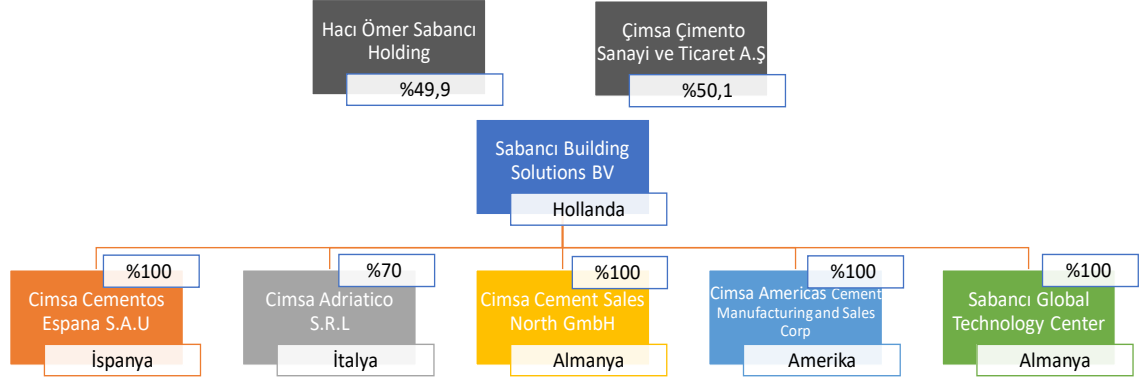 Hacı Ömer Sabancı
Holding
%49,9
Çimsa Çimento
Sanayi ve Ticaret A.Ş
%50,1
Sabancı Building
Solutions BV
Hollanda
%100
Cimsa Cementos
Espana S.A.U
İspanya
%70
Cimsa Adriatico
S.R.L
İtalya
%100
Cimsa Cement Sales
North GmbH
Almanya
%100
Cimsa Americas Cement
Manufacturing and Sales
Corp
Amerika
%100
Sabancı Global
Technology Center
Almanya